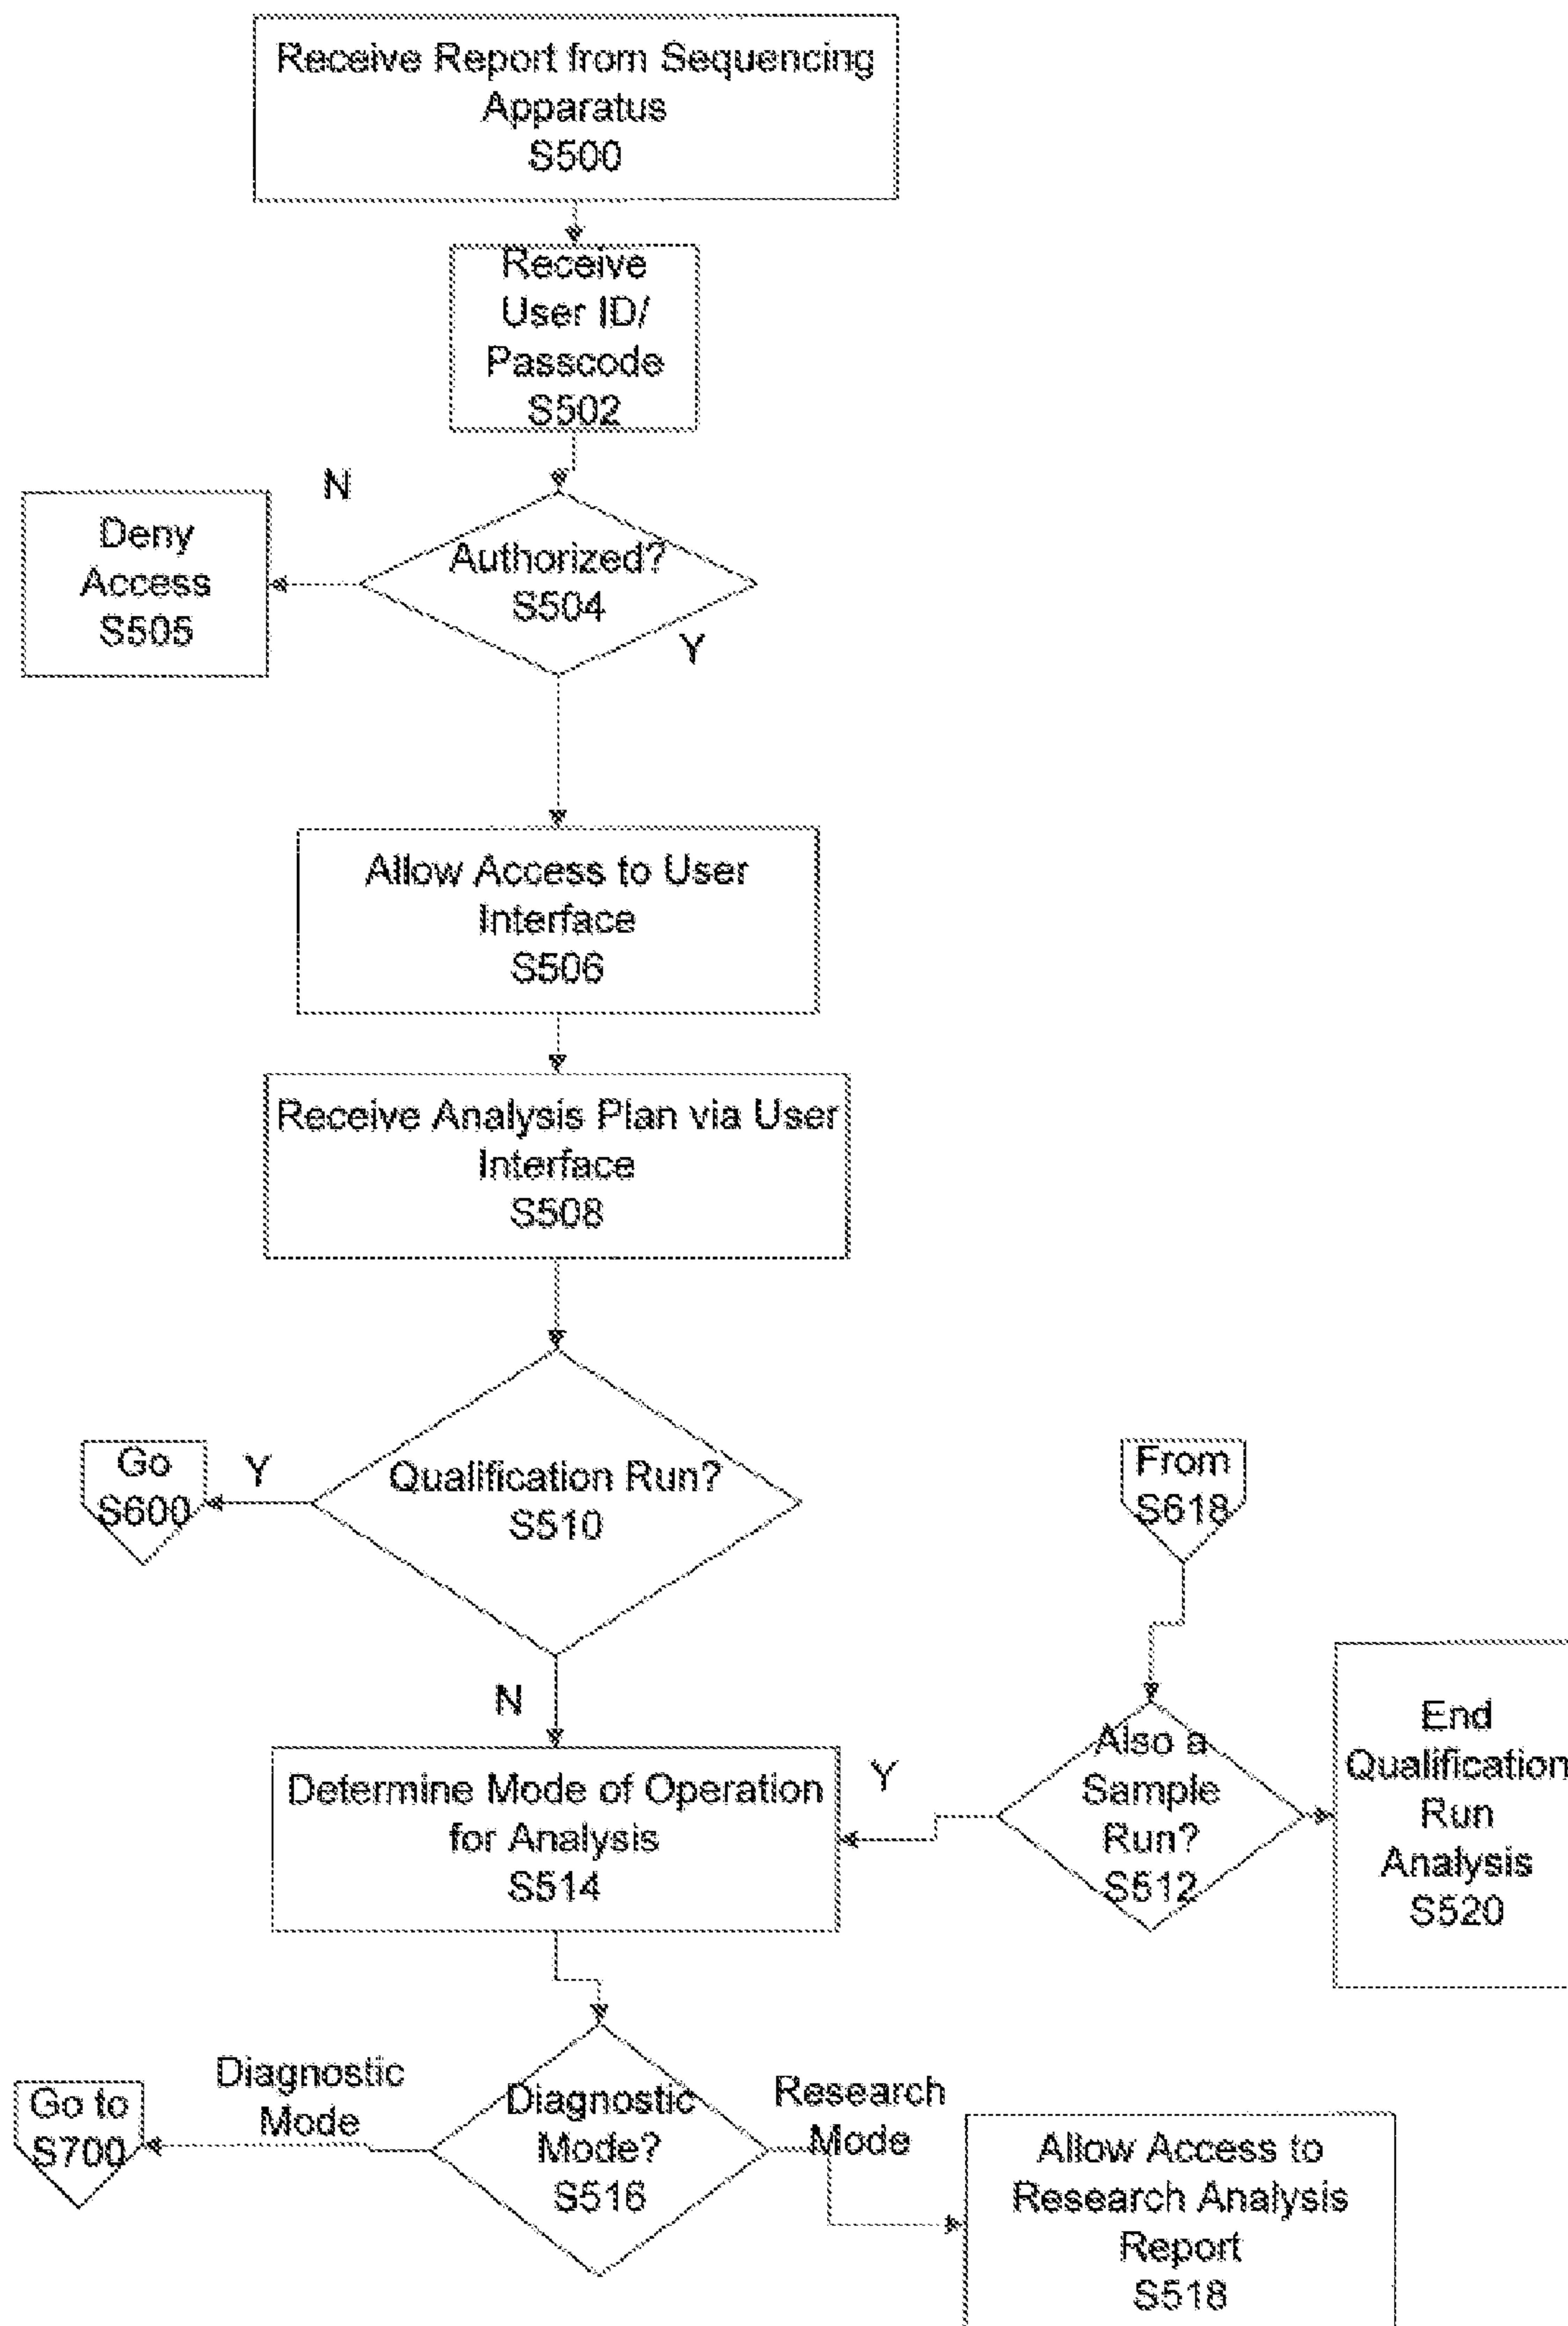 Receive Report from Sequencing
Apparatus
S500
Receive
User ID/
Passcode
S502
N
Deny
Access
S505
Authorized?
S504
Y
Allow Access to User
Interface
S506
Receive Analysis Plan via User
Interface
S508
Go
S600
Y
Qualification Run?
S510
From
S618
N
Also a
Sample
Run?
S512
End
Qualification
Run
Analysis
S520
Y
Determine Mode of Operation
for Analysis
S514
Go to
S700
Diagnostic
Mode
Diagnostic
Mode?
S516
Research
Mode
Allow Access to
Research Analysis
Report
S518